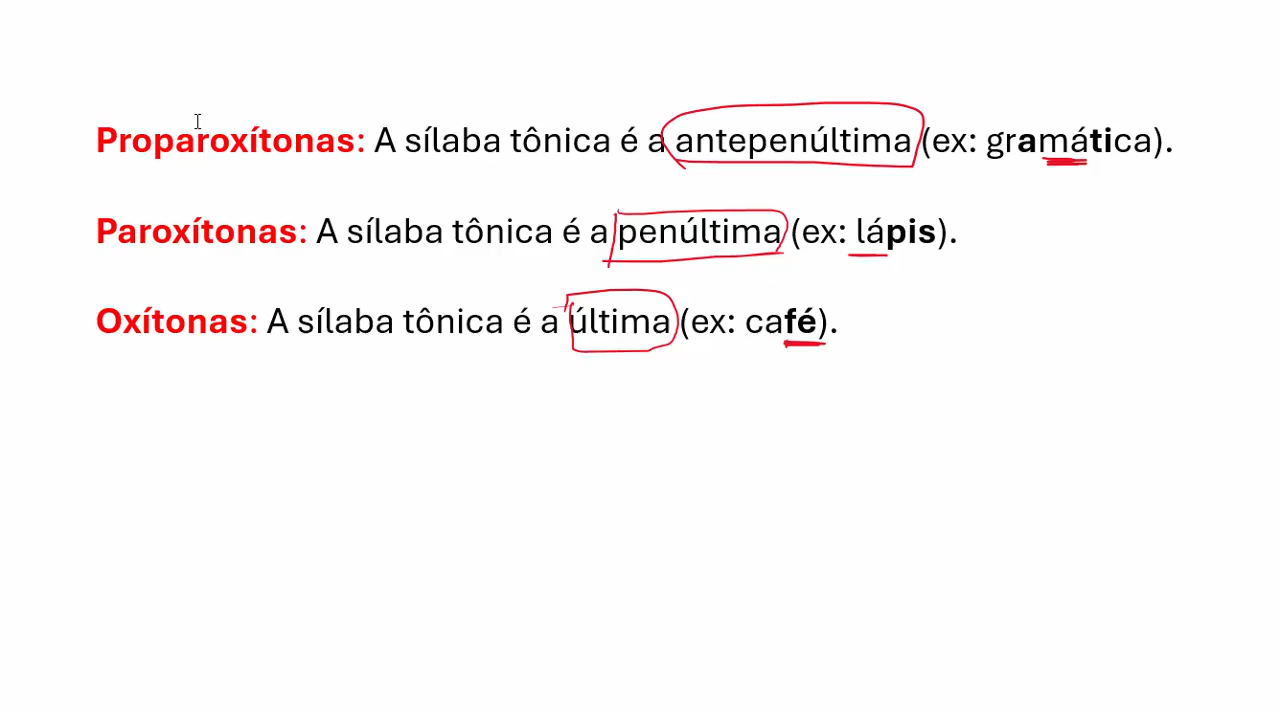 Proparoxítonas: A sílaba tônica é a antepenúltima (ex: gramática).
Paroxítonas: A sílaba tônica é a penúltima (ex: lápis).
Oxítonas: A sílaba tônica é a última (ex: café).